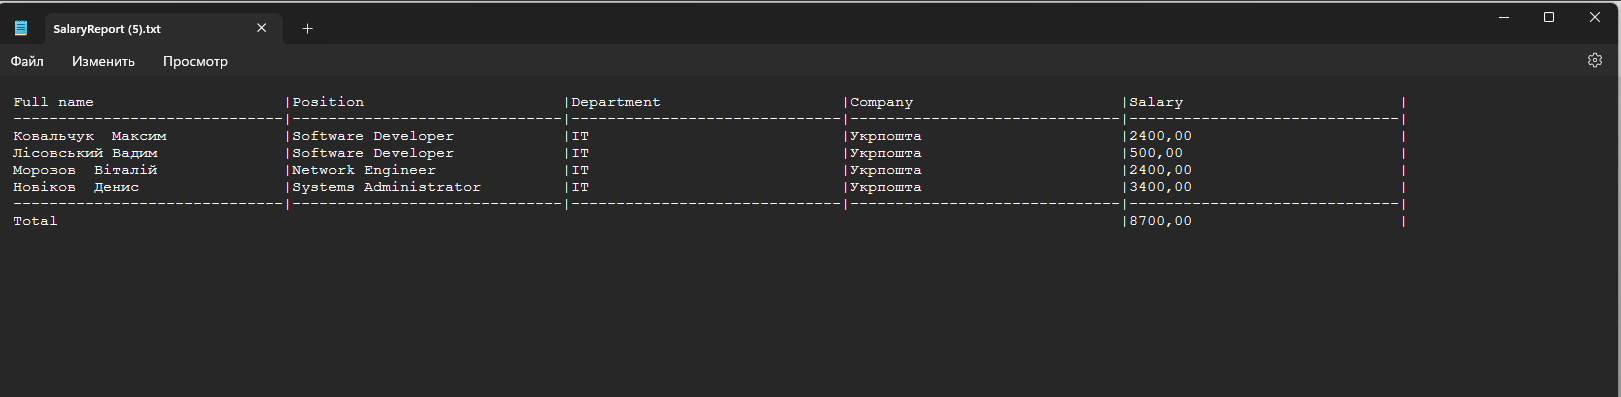 SalaryReport (5).txt
Файл Изменить Просмотр
Full name |Position |Department |Company |Salary |
------------------------------|------------------------------|------------------------------|------------------------------|------------------------------|
Ковальчук  Максим |Software Developer |IT |Укрпошта |2400,00 |
Лісовський Вадим |Software Developer |IT |Укрпошта |500,00 |
Морозов  Віталій |Network Engineer |IT |Укрпошта |2400,00 |
Новіков  Денис |Systems Administrator |IT |Укрпошта |3400,00 |
------------------------------|------------------------------|------------------------------|------------------------------|------------------------------|
Total |8700,00 |